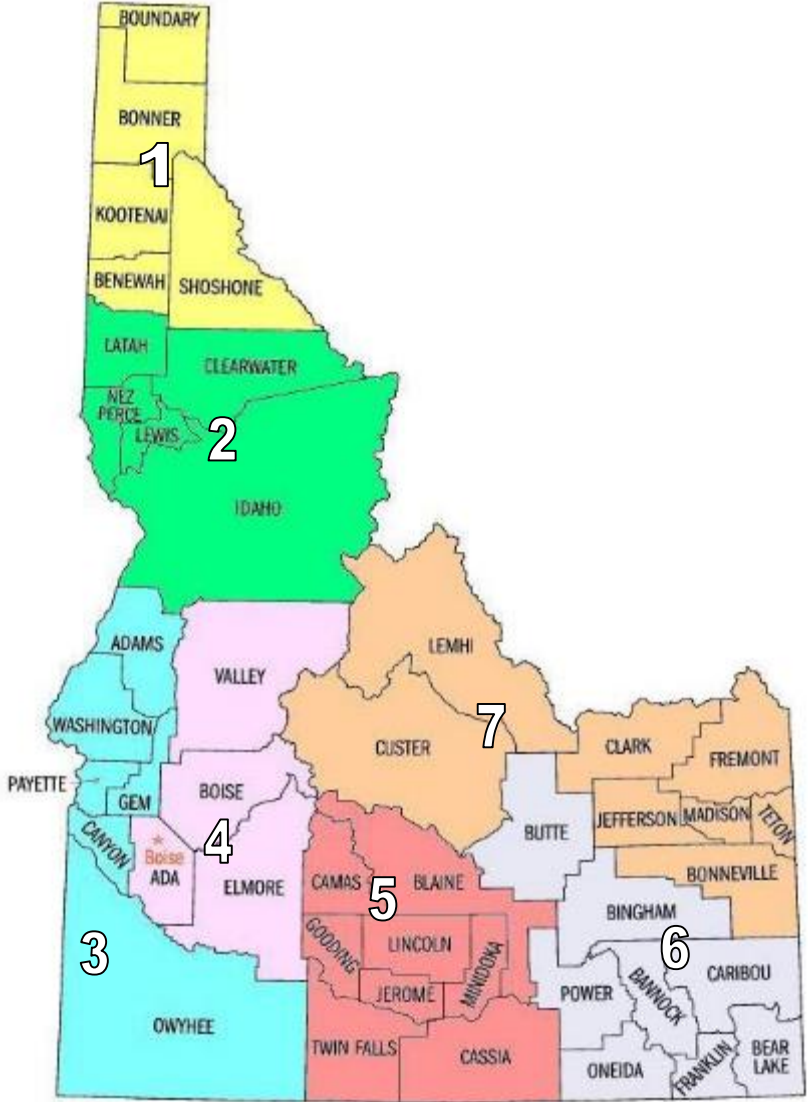 BOUNDARY
BONNER
1
KOOTENAI
BENEWAH
SHOSHONE
LATAH
CLEARWATER
NEZ
PERCE
LEWIS
2
IDAHO
ADAMS
VALLEY
LEMHI
WASHINGTON
CUSTER
7
CLARK
FREMONT
PAYETTE
GEM
BOISE
BUTTE
JEFFERSON
MADISON
TETON
CANYON
Boise
ADA
4
ELMORE
CAMAS
5
BLAINE
BONNEVILLE
BINGHAM
3
GOODING
LINCOLN
MINIDOKA
6
JEROME
POWER
BANNOCK
CARIBOU
OWYHEE
TWIN FALLS
CASSIA
ONEIDA
FRANKLIN
BEAR
LAKE